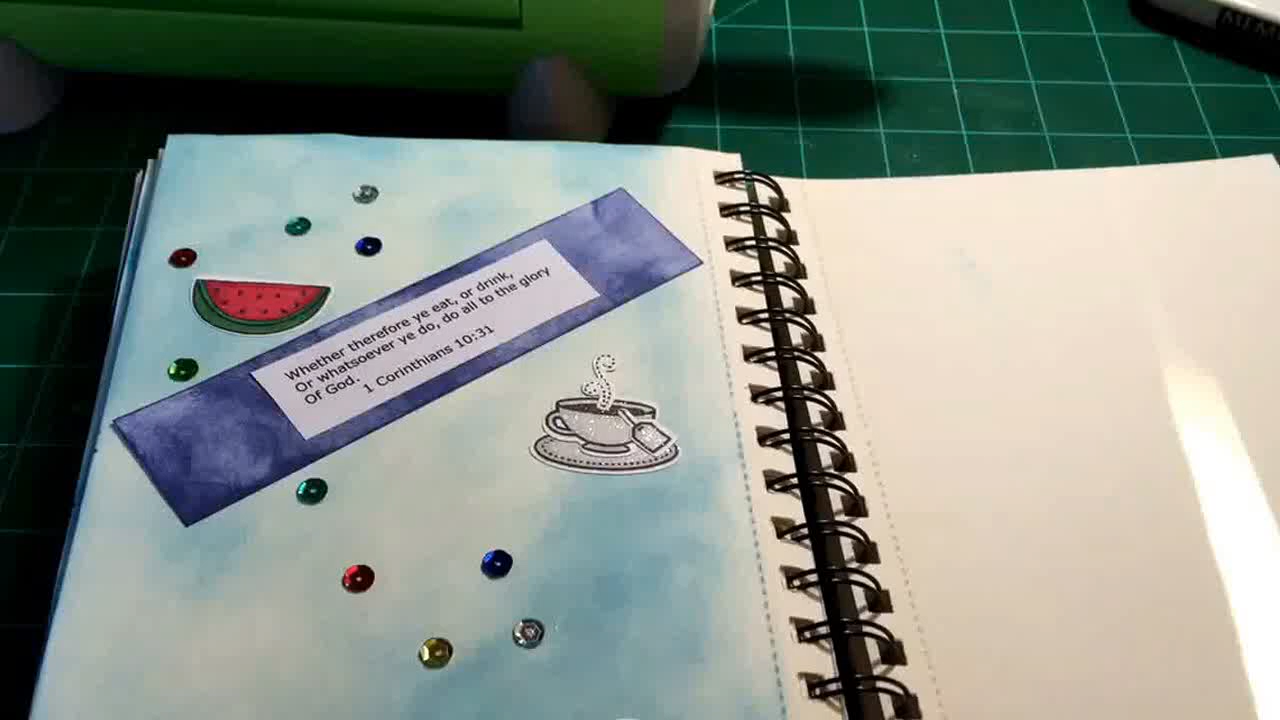 Whether therefore ye eat, or drink,
Or whatsoever ye do, do all to the glory
Of God.
1 Corinthians 10:31